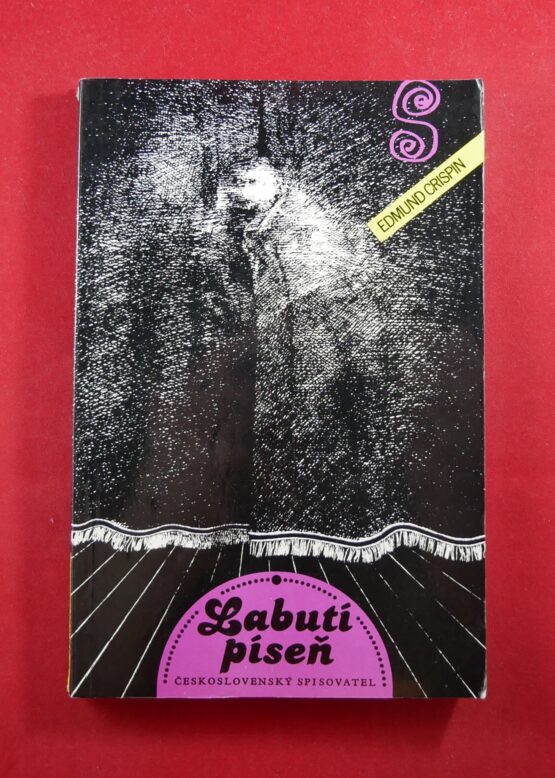 EDMUND CRISPIN
Labutí
píseň
ČESKOSLOVENSKÝ SPISOVATEL